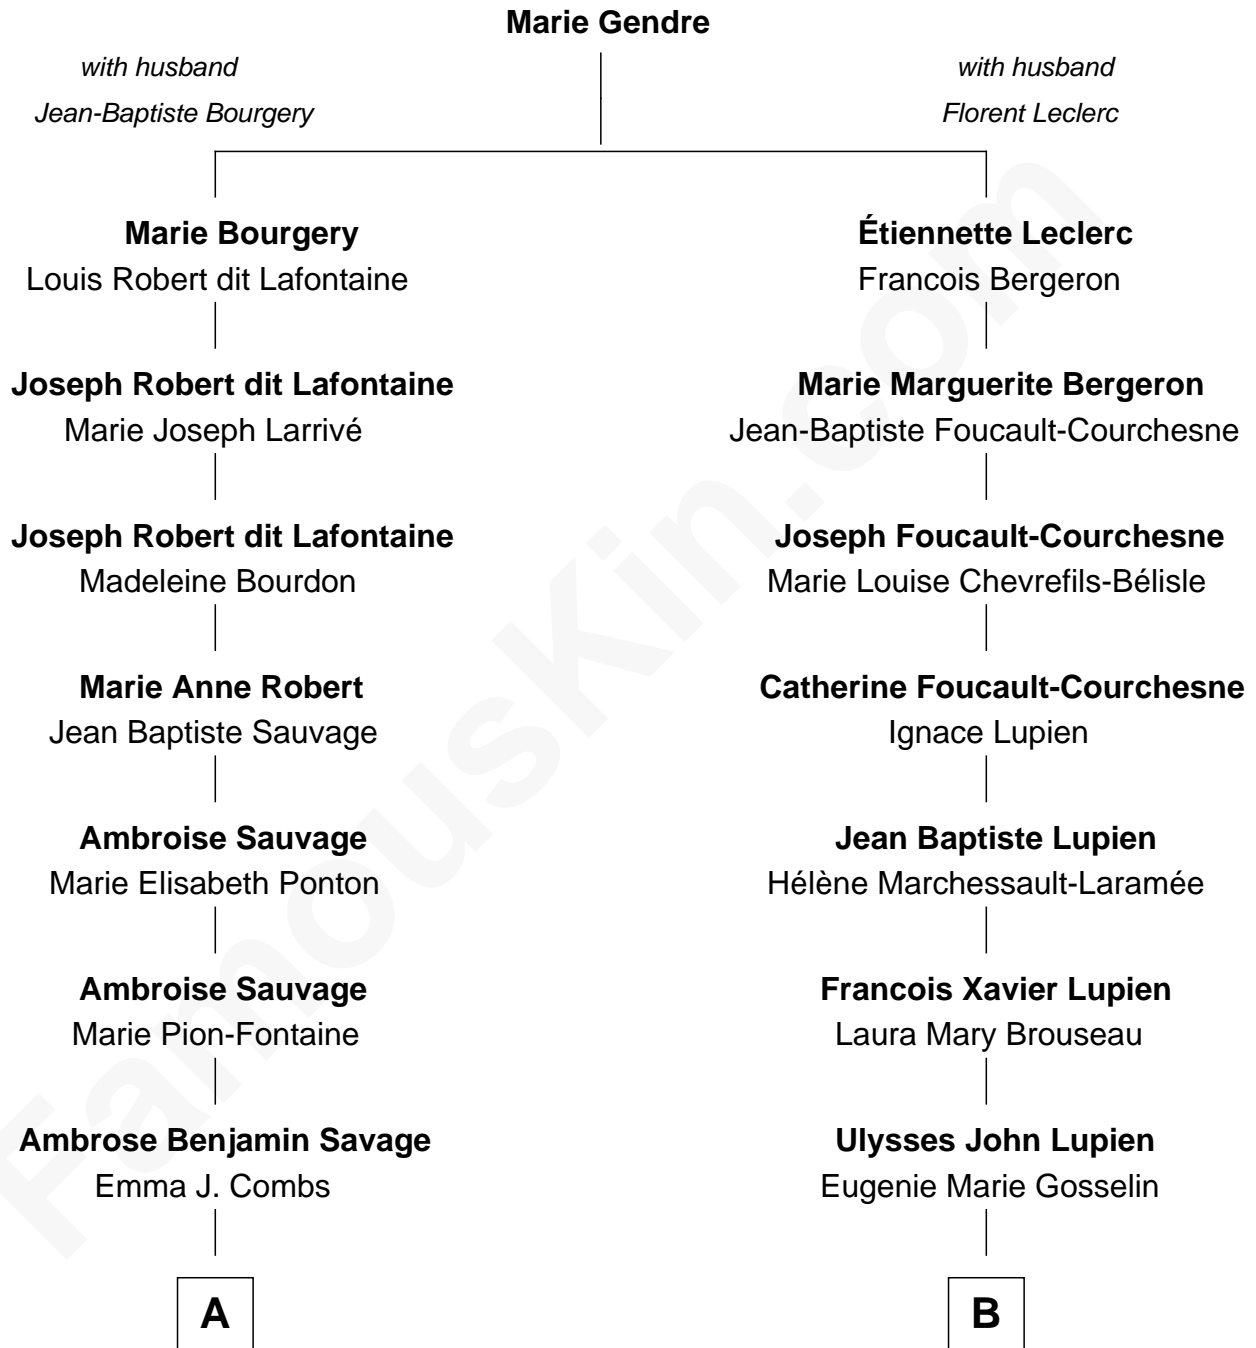 Marie Gendre
with husband
Jean-Baptiste Bourgery
with husband
Florent Leclerc
Marie Bourgery
Louis Robert dit Lafontaine
Étiennette Leclerc
Francois Bergeron
Joseph Robert dit Lafontaine
Marie Joseph Larrivé
Marie Marguerite Bergeron
Jean-Baptiste Foucault-Courchesne
Joseph Robert dit Lafontaine
Madeleine Bourdon
Joseph Foucault-Courchesne
Marie Louise Chevrefils-Bélisle
Marie Anne Robert
Jean Baptiste Sauvage
Catherine Foucault-Courchesne
Ignace Lupien
Ambroise Sauvage
Marie Elisabeth Ponton
Jean Baptiste Lupien
Hélène Marchessault-Laramée
Ambroise Sauvage
Marie Pion-Fontaine
Francois Xavier Lupien
Laura Mary Brouseau
Ambrose Benjamin Savage
Emma J. Combs
Ulysses John Lupien
Eugenie Marie Gosselin
A
B
FamousKin.com